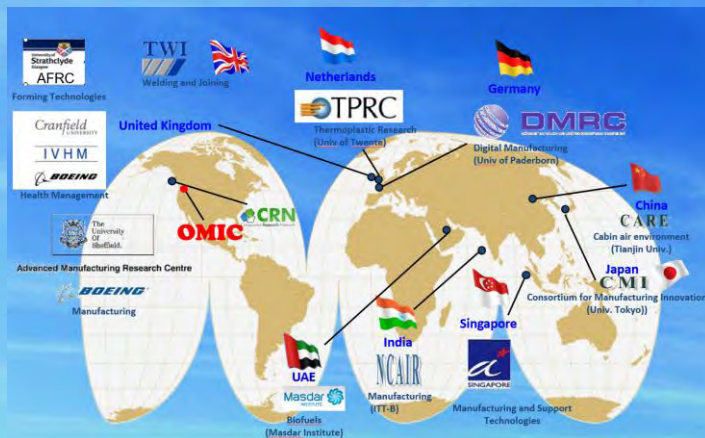 University of
Strathclyde
Glasgow
AFRC
Forming Technologies
TWI
Welding and Joining
Cranfield
UNIVERSITY
IVHM
BOEING
Health Management
United Kingdom
The
University
Of
Sheffield.
Advanced Manufacturing Research Centre
BOEING
Manufacturing
OMIC
CRN
Netherlands
TPRC
Thermoplastic Research
(Univ of Twente)
Germany
DMRC
Digital Manufacturing
(Univ of Paderborn)
China
CARE
Cabin air environment
(Tianjin Univ.)
Japan
CMI
Consortium for Manufacturing Innovation
(Univ. Tokyo))
UAE
Masdar
INSTITUTE
Biofuels
(Masdar Institute)
India
NCAIR
Manufacturing
(ITT-B)
Singapore
SINGAPORE
Manufacturing and Support
Technologies